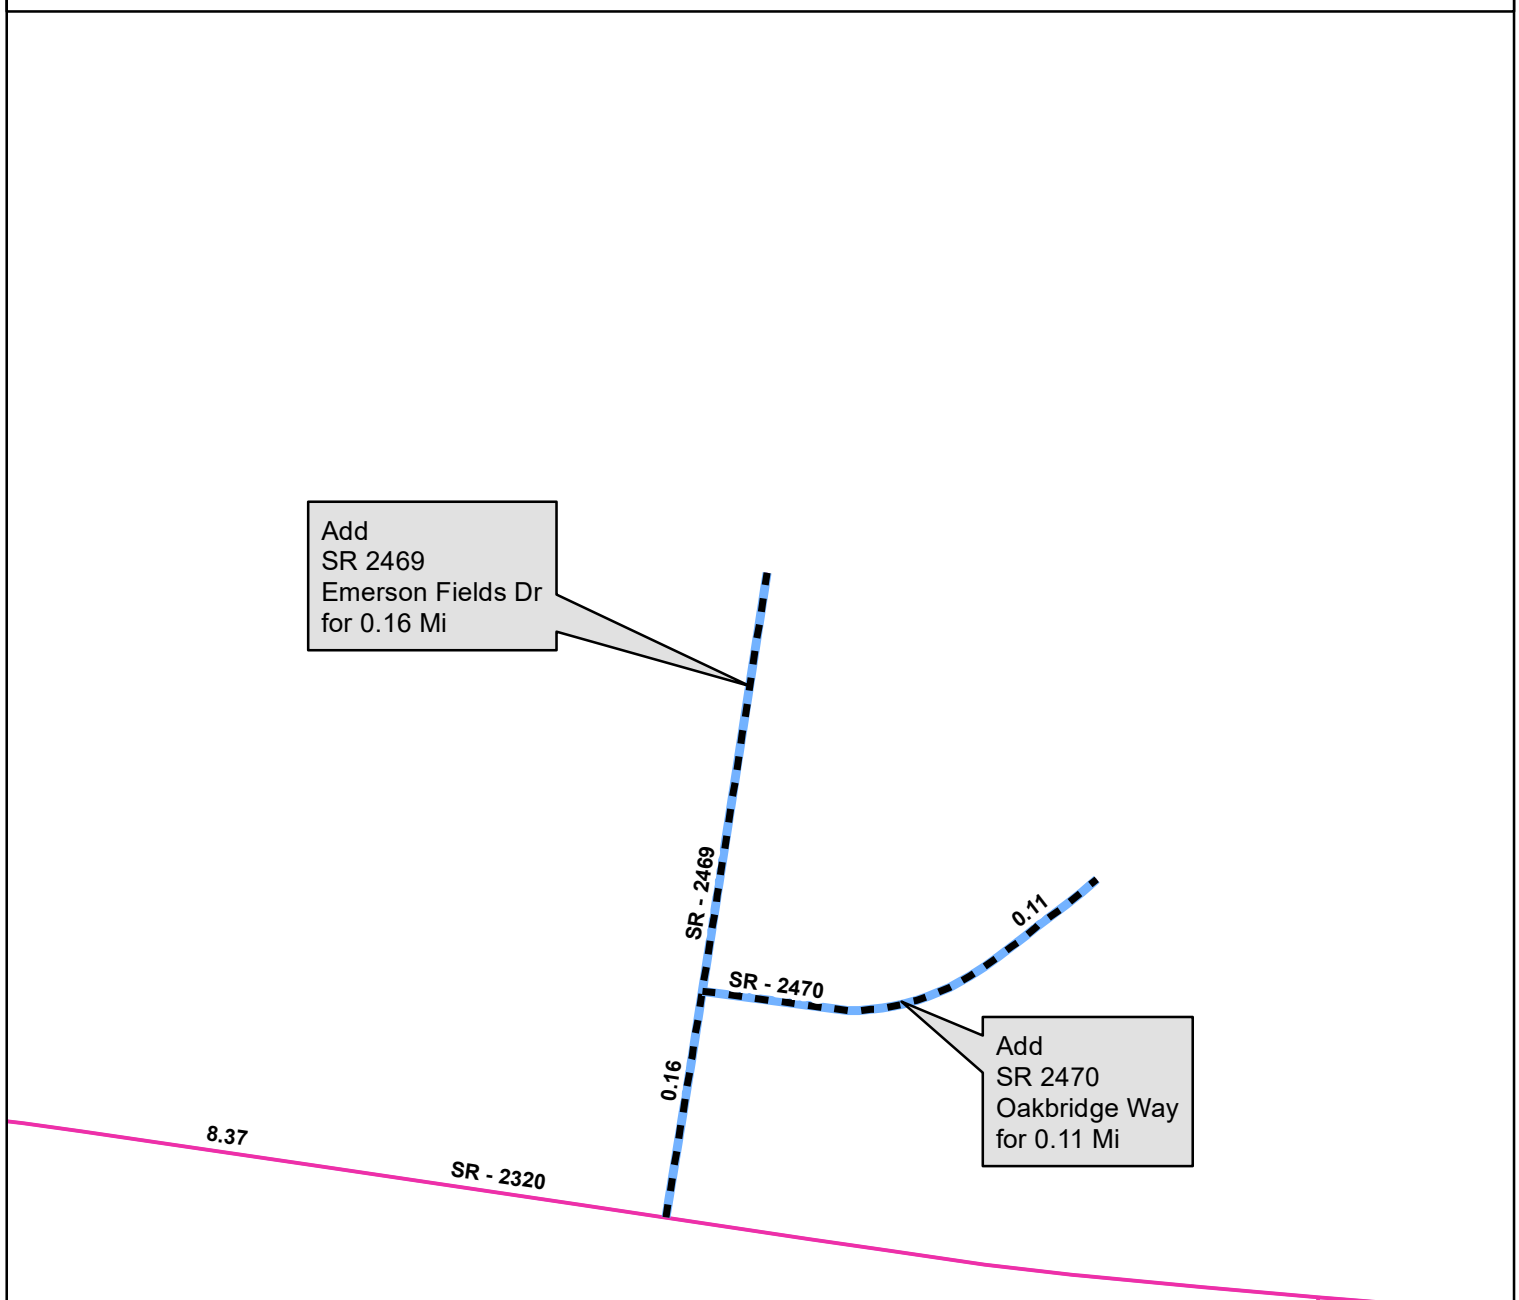 Add
SR 2469
Emerson Fields Dr
for 0.16 Mi
SR - 2469
0.11
SR - 2470
0.16
Add
SR 2470
Oakbridge Way
for 0.11 Mi
8.37
SR - 2320